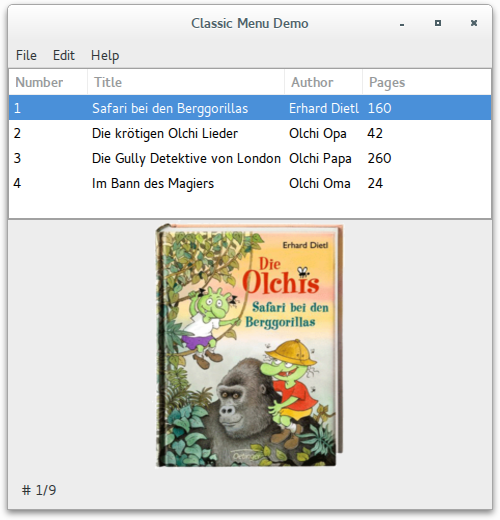 Classic Menu Demo
File Edit Help
Number Title Author Pages
1 Safari bei den Berggorillas Erhard Dietl 160
2 Die krötigen Olchi Lieder Olchi Opa 42
3 Die Gully Detektive von London Olchi Papa 260
4 Im Bann des Magiers Olchi Oma 24
Erhard Dietl
Die
Olchis
Safari bei den
Berggorillas
Oetinger
# 1/9